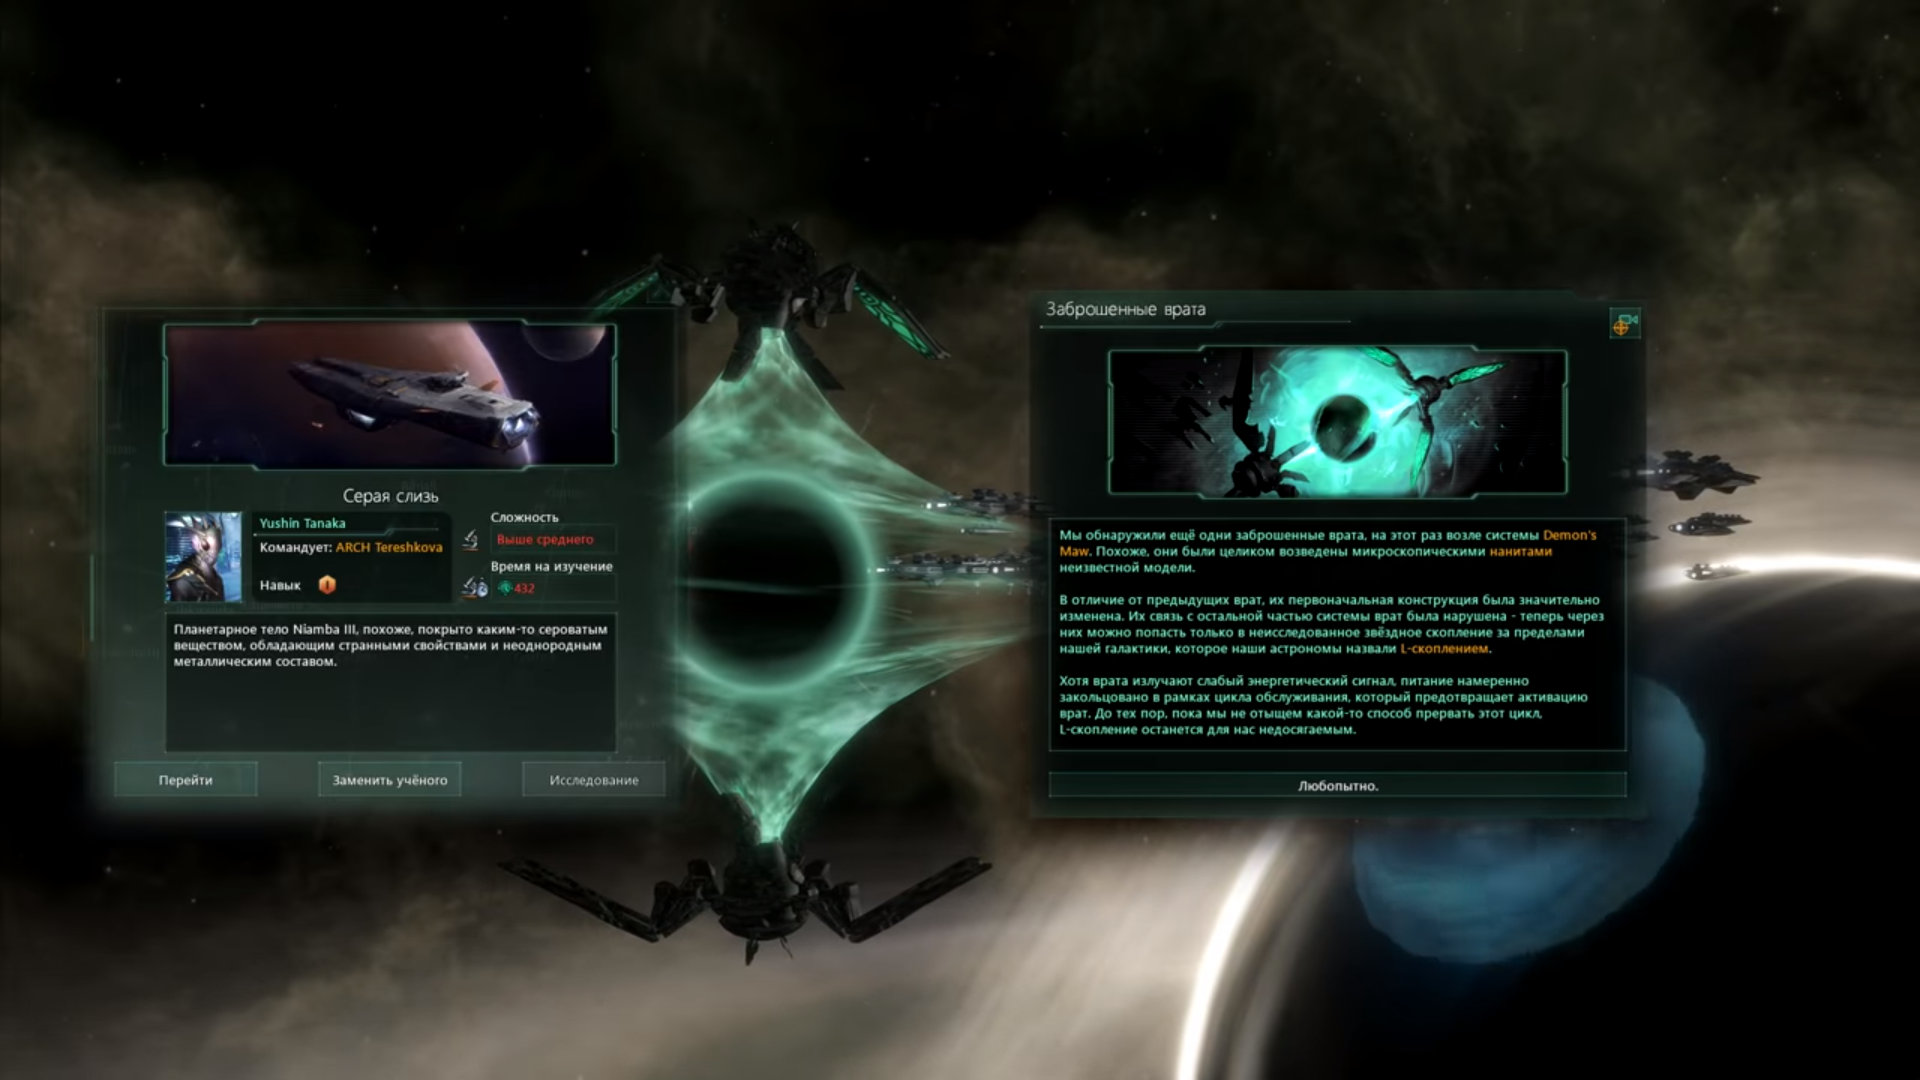 Серая слизь
Yushin Tanaka
Командует: ARCH Tereshkova
Навык
Сложность
Выше среднего
Время на изучение
432
Планетарное тело Niamba III, похоже, покрыто каким-то сероватым
веществом, обладающим странными свойствами и неоднородным
металлическим составом.
Перейти
Заменить учёного
Исследование
Заброшенные врата
Мы обнаружили ещё одни заброшенные врата, на этот раз возле системы Demon's
Maw. Похоже, они были целиком возведены микроскопическими нанитами
неизвестной модели.
В отличие от предыдущих врат, их первоначальная конструкция была значительно
изменена. Их связь с остальной частью системы врат была нарушена - теперь через
них можно попасть только в неисследованное звёздное скопление за пределами
нашей галактики, которое наши астрономы назвали L-скоплением.
Хотя врата излучают слабый энергетический сигнал, питание намеренно
закольцовано в рамках цикла обслуживания, который предотвращает активацию
врат. До тех пор, пока мы не отыщем какой-то способ прервать этот цикл,
L-скопление останется для нас недосягаемым.
Любопытно.